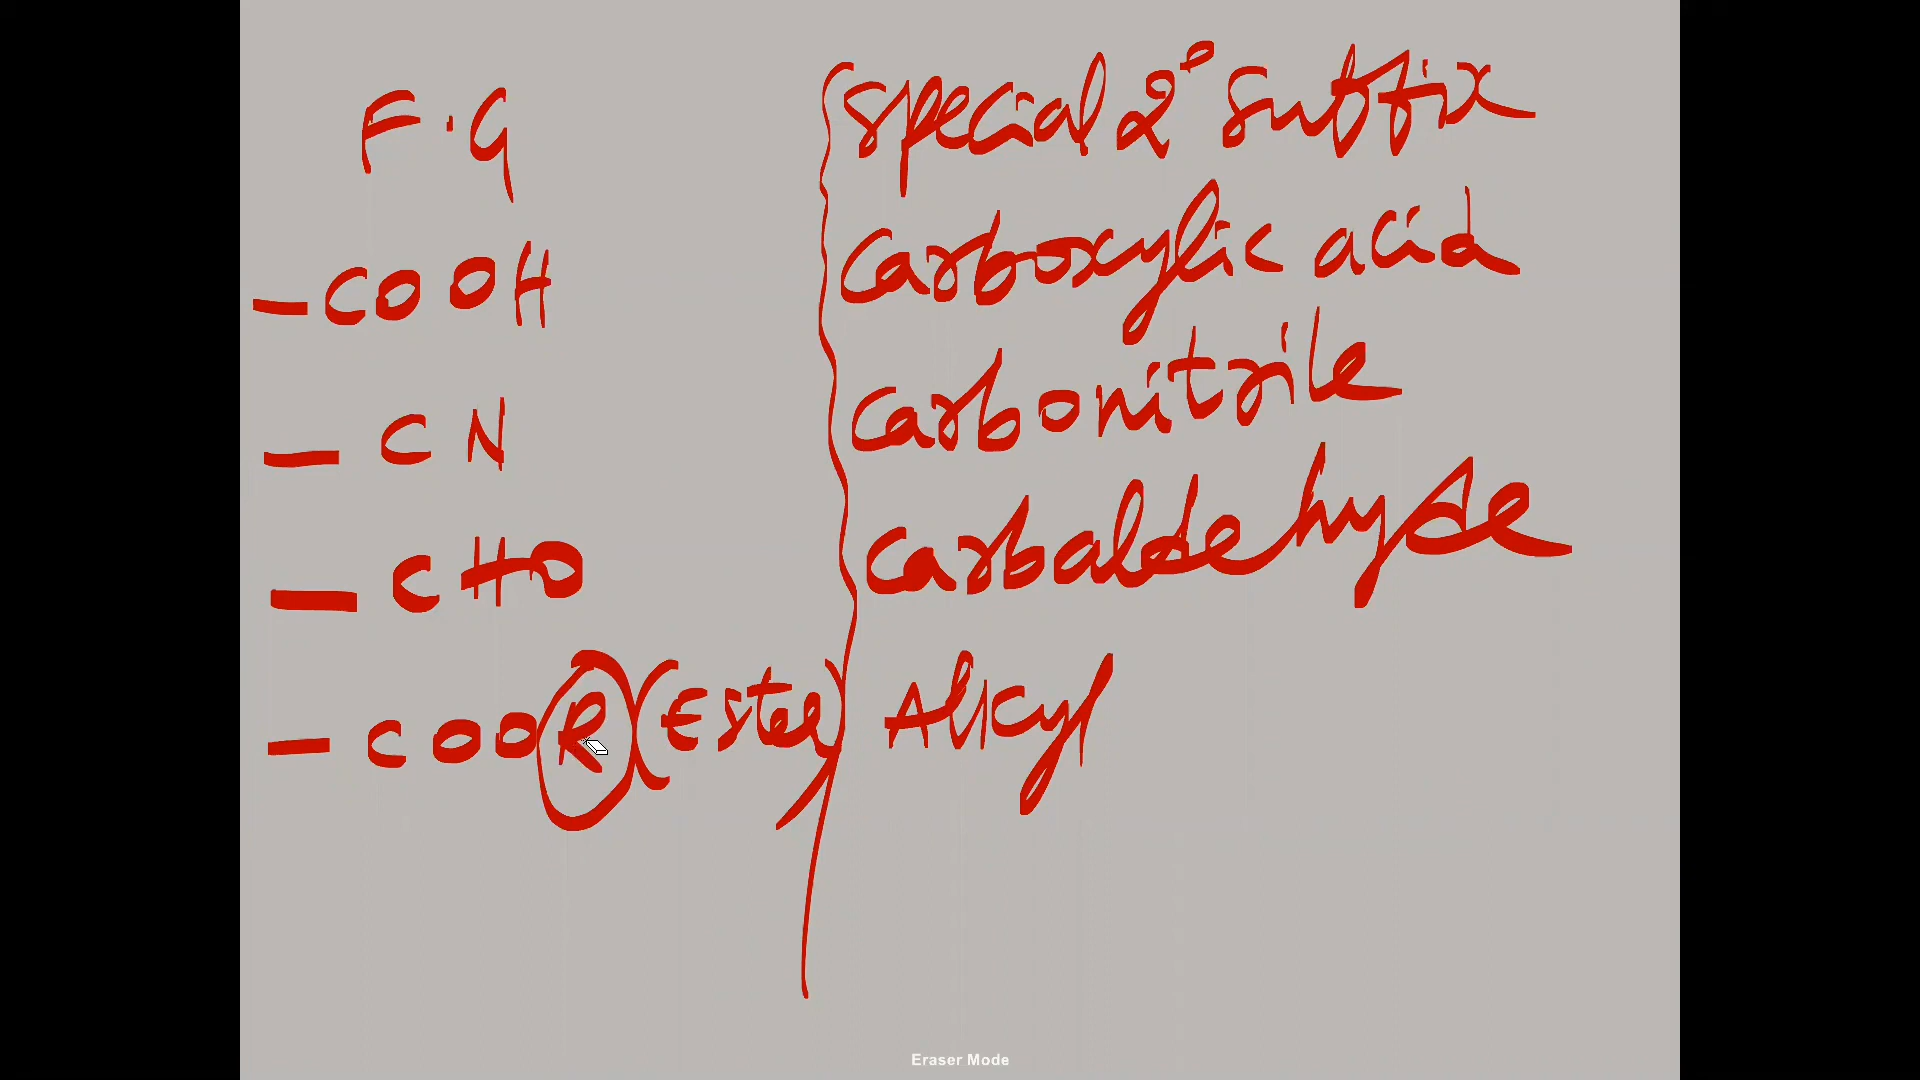 F.G special 2° suffix
-COOH carboxylic acid
- CN carbonitrile
- CHO carbaldehyde
- COOR (Ester) Alkyl
Eraser Mode